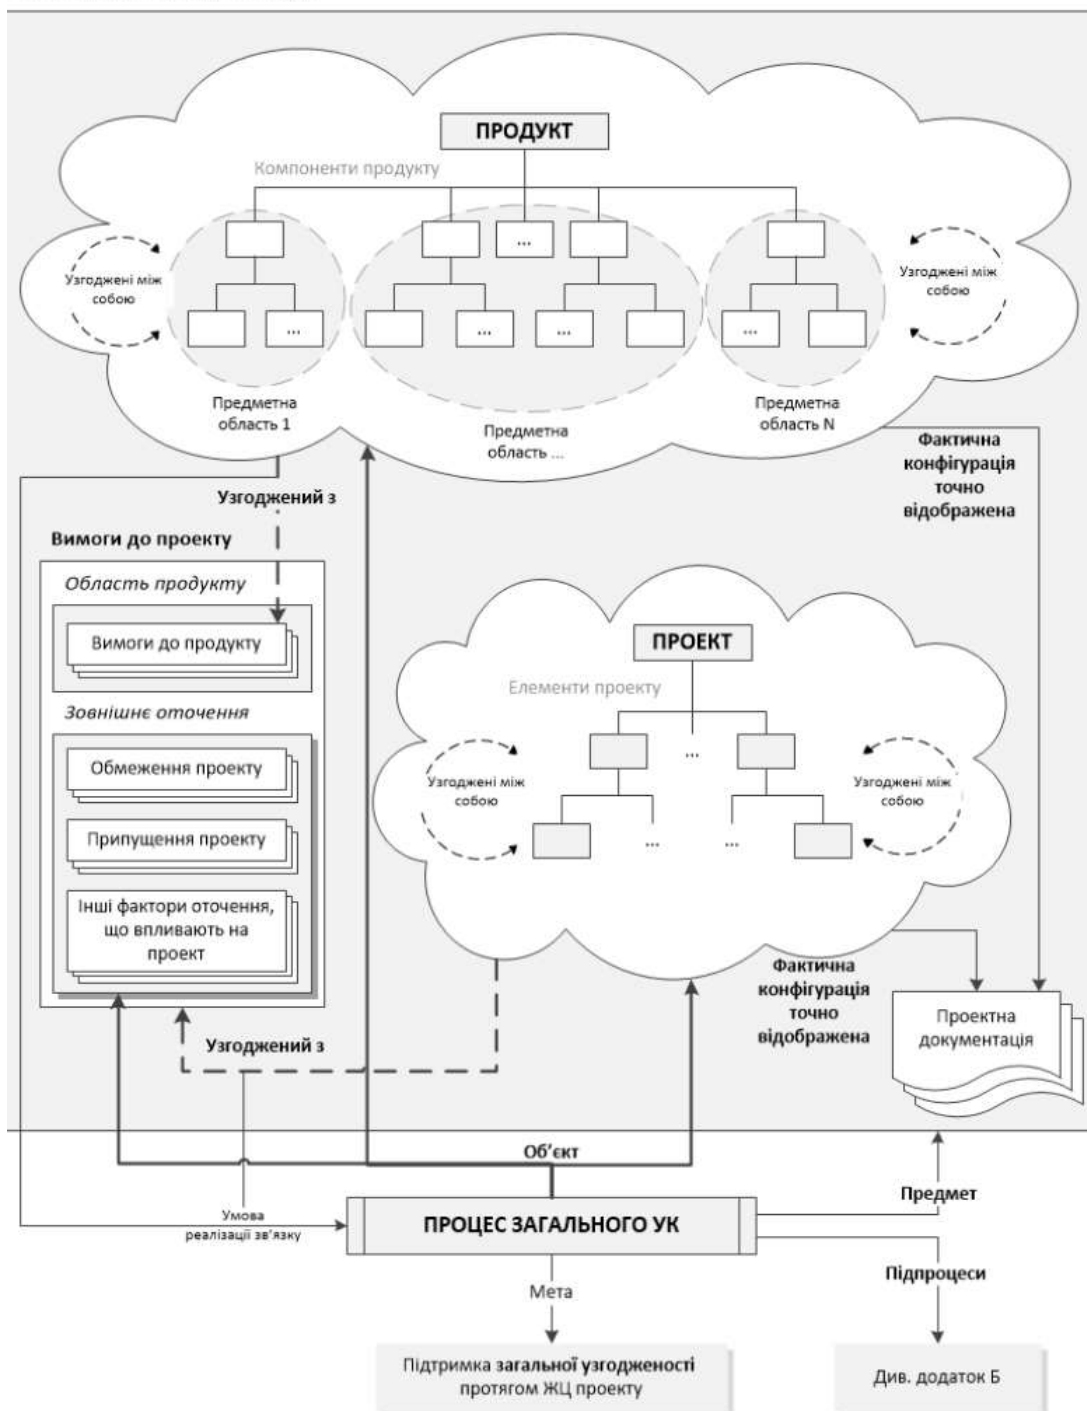 ПРОДУКТ
Компоненти продукту
...
Узгоджені між
собою
Узгоджені між
собою
...
...
...
...
Предметна
область 1
Предметна
область ...
Предметна
область N
Фактична
конфігурація
точно
відображена
Узгоджений з
Вимоги до проекту
Область продукту
Вимоги до продукту
Зовнішнє оточення
Обмеження проекту
Припущення проекту
Інші фактори оточення,
що впливають на
проект
ПРОЕКТ
Елементи проекту
...
Узгоджені між
собою
Узгоджені між
собою
...
...
Фактична
конфігурація
точно
відображена
Проектна
документація
Узгоджений з
Об'єкт
Предмет
Умова
реалізації зв'язку
ПРОЦЕС ЗАГАЛЬНОГО УК
Підпроцеси
Мета
Підтримка загальної узгодженості
протягом ЖЦ проекту
Див. додаток Б